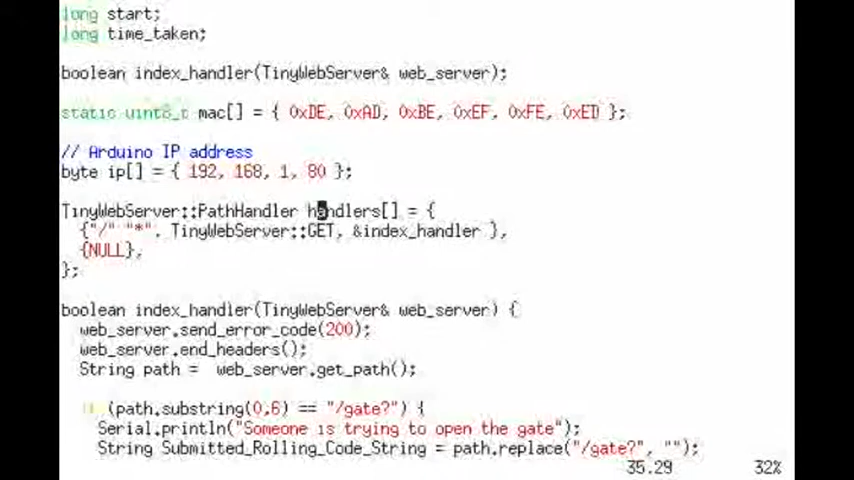 long start;
long time_taken;
boolean index_handler(TinyWebServer& web_server);
static uint8_t mac[] = { 0xDE, 0xAD, 0xBE, 0xEF, 0xFE, 0xED };
// Arduino IP address
byte ip[] = { 192, 168, 1, 80 };
TinyWebServer::PathHandler handlers[] = {
{"/" "*", TinyWebServer::GET, &index_handler },
{NULL},
};
boolean index_handler(TinyWebServer& web_server) {
web_server.send_error_code(200);
web_server.end_headers();
String path = web_server.get_path();
if (path.substring(0,6) == "/gate?") {
Serial.println("Someone is trying to open the gate");
String Submitted_Rolling_Code_String = path.replace("/gate?", "");
35,29 32%